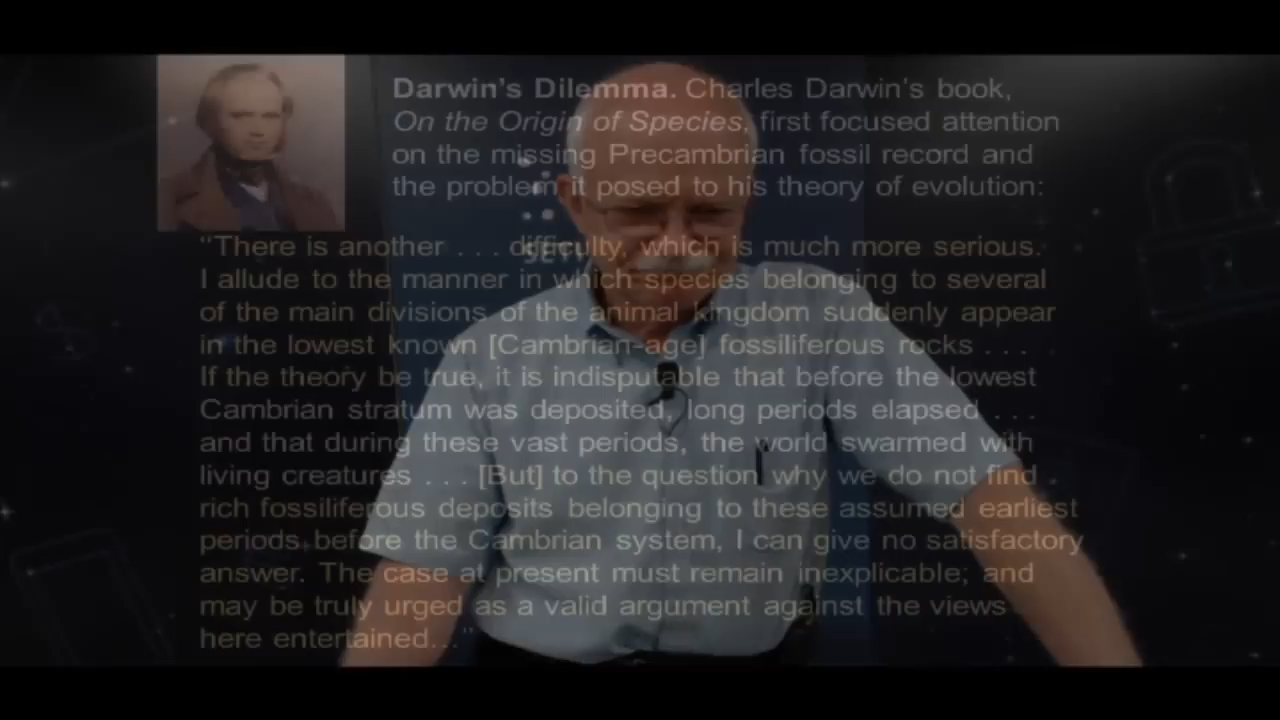 Darwin's Dilemma. Charles Darwin's book,
On the Origin of Species, first focused attention
on the missing Precambrian fossil record and
the problem it posed to his theory of evolution:
"There is another . . . difficulty, which is much more serious.
I allude to the manner in which species belonging to several
of the main divisions of the animal kingdom suddenly appear
in the lowest known [Cambrian-age] fossiliferous rocks . . .
If the theory be true, it is indisputable that before the lowest
Cambrian stratum was deposited, long periods elapsed . . .
and that during these vast periods, the world swarmed with
living creatures . . . [But] to the question why we do not find
rich fossiliferous deposits belonging to these assumed earliest
periods before the Cambrian system, I can give no satisfactory
answer. The case at present must remain inexplicable; and
may be truly urged as a valid argument against the views
here entertained..."